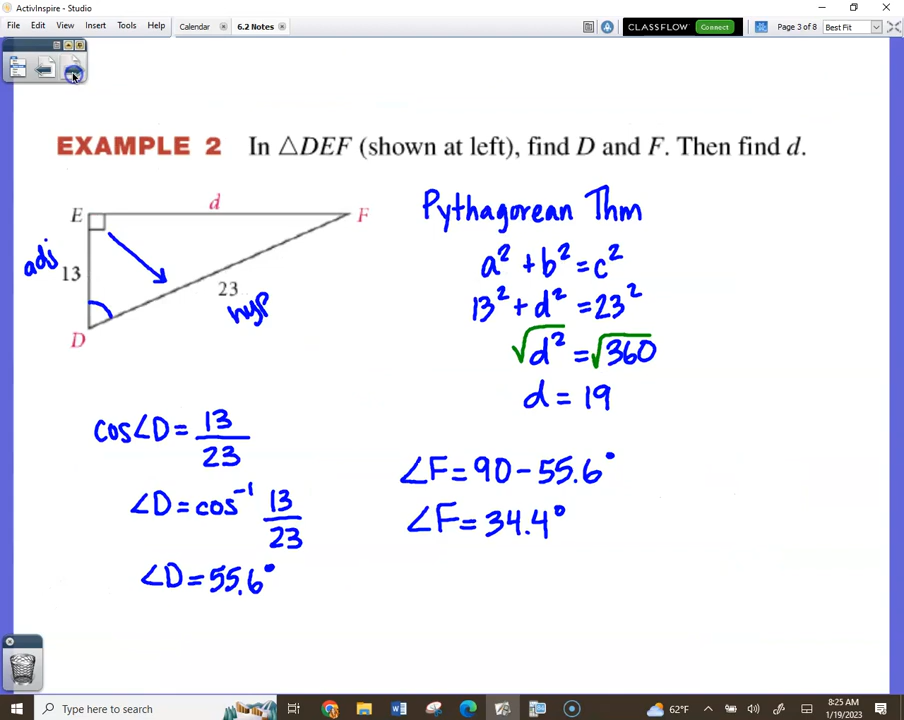 ActivInspire - Studio
File Edit View Insert Tools Help
Calendar
6.2 Notes
CLASSFLOW Connect
Page 3 of 8
Best Fit
EXAMPLE 2 In △DEF (shown at left), find D and F. Then find d.
E
d
F
adj
13
23
hyp
D
Pythagorean Thm
a² + b² = c²
13² + d² = 23²
√d² = √360
d = 19
cos∠D = 13/23
∠D = cos⁻¹ 13/23
∠D = 55.6°
∠F = 90 - 55.6°
∠F = 34.4°
Type here to search
62°F
8:25 AM
1/19/2023